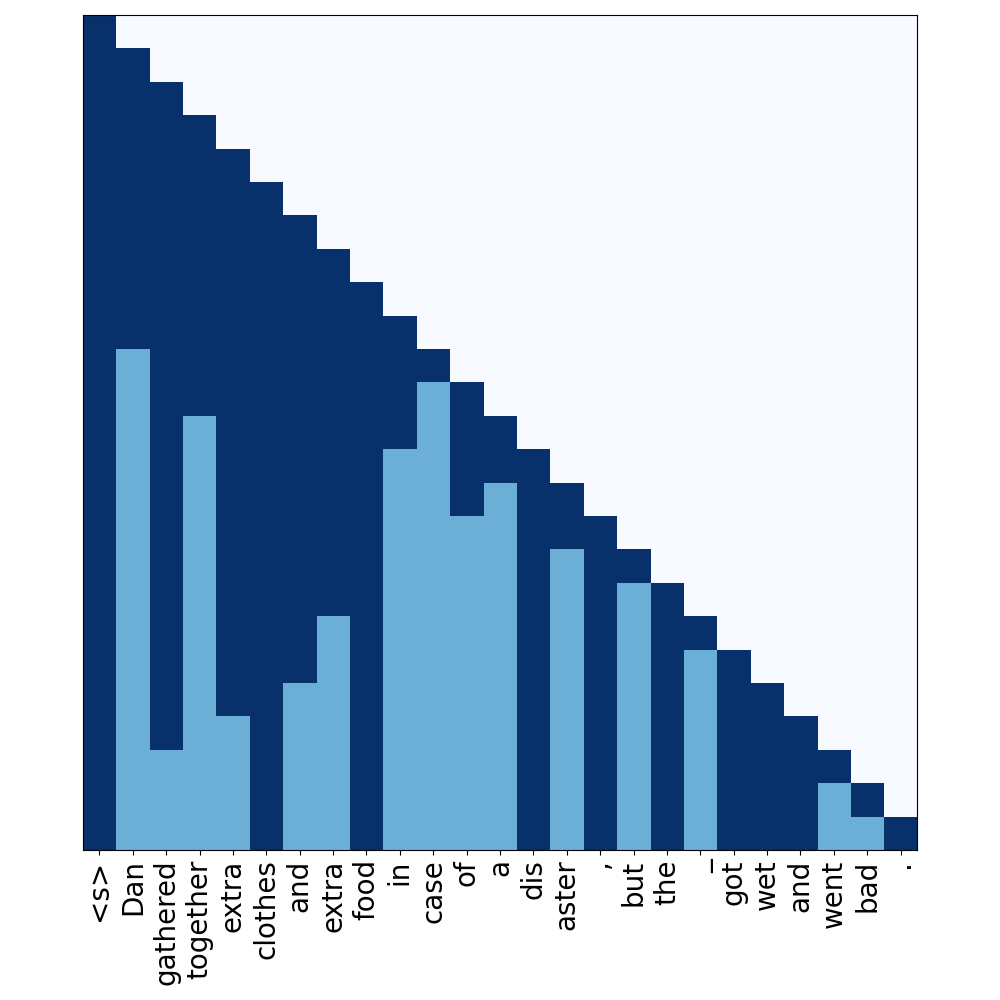 <s>
Dan
gathered
together
extra
clothes
and
extra
food
in
case
of
a
dis
aster
,
but
the
_
got
wet
and
went
bad
.